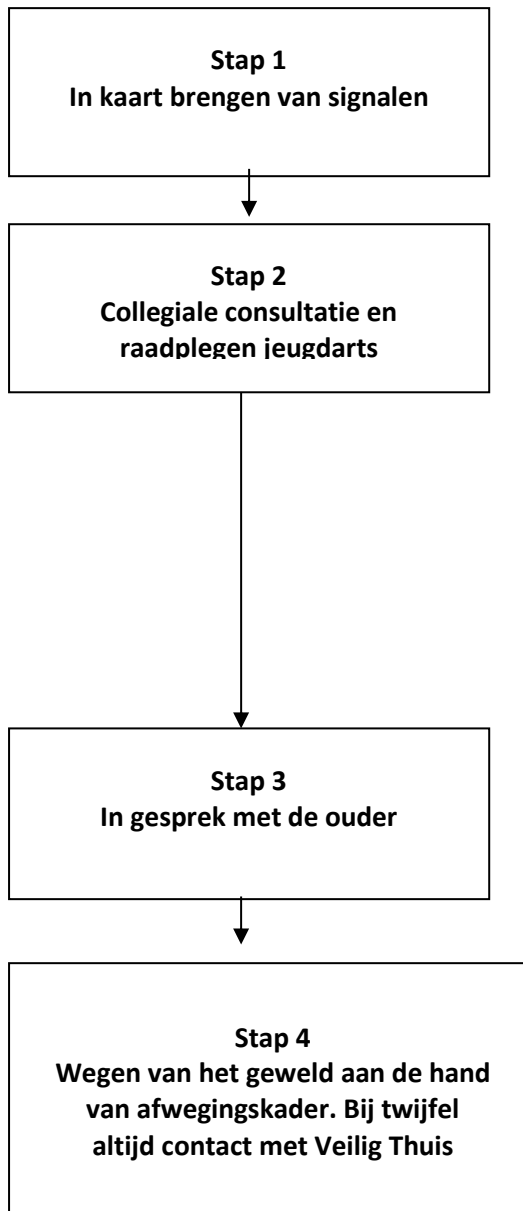 Stap 1
In kaart brengen van signalen
Stap 2
Collegiale consultatie en
raadplegen jeugdarts
Stap 3
In gesprek met de ouder
Stap 4
Wegen van het geweld aan de hand
van afwegingskader. Bij twijfel
altijd contact met Veilig Thuis